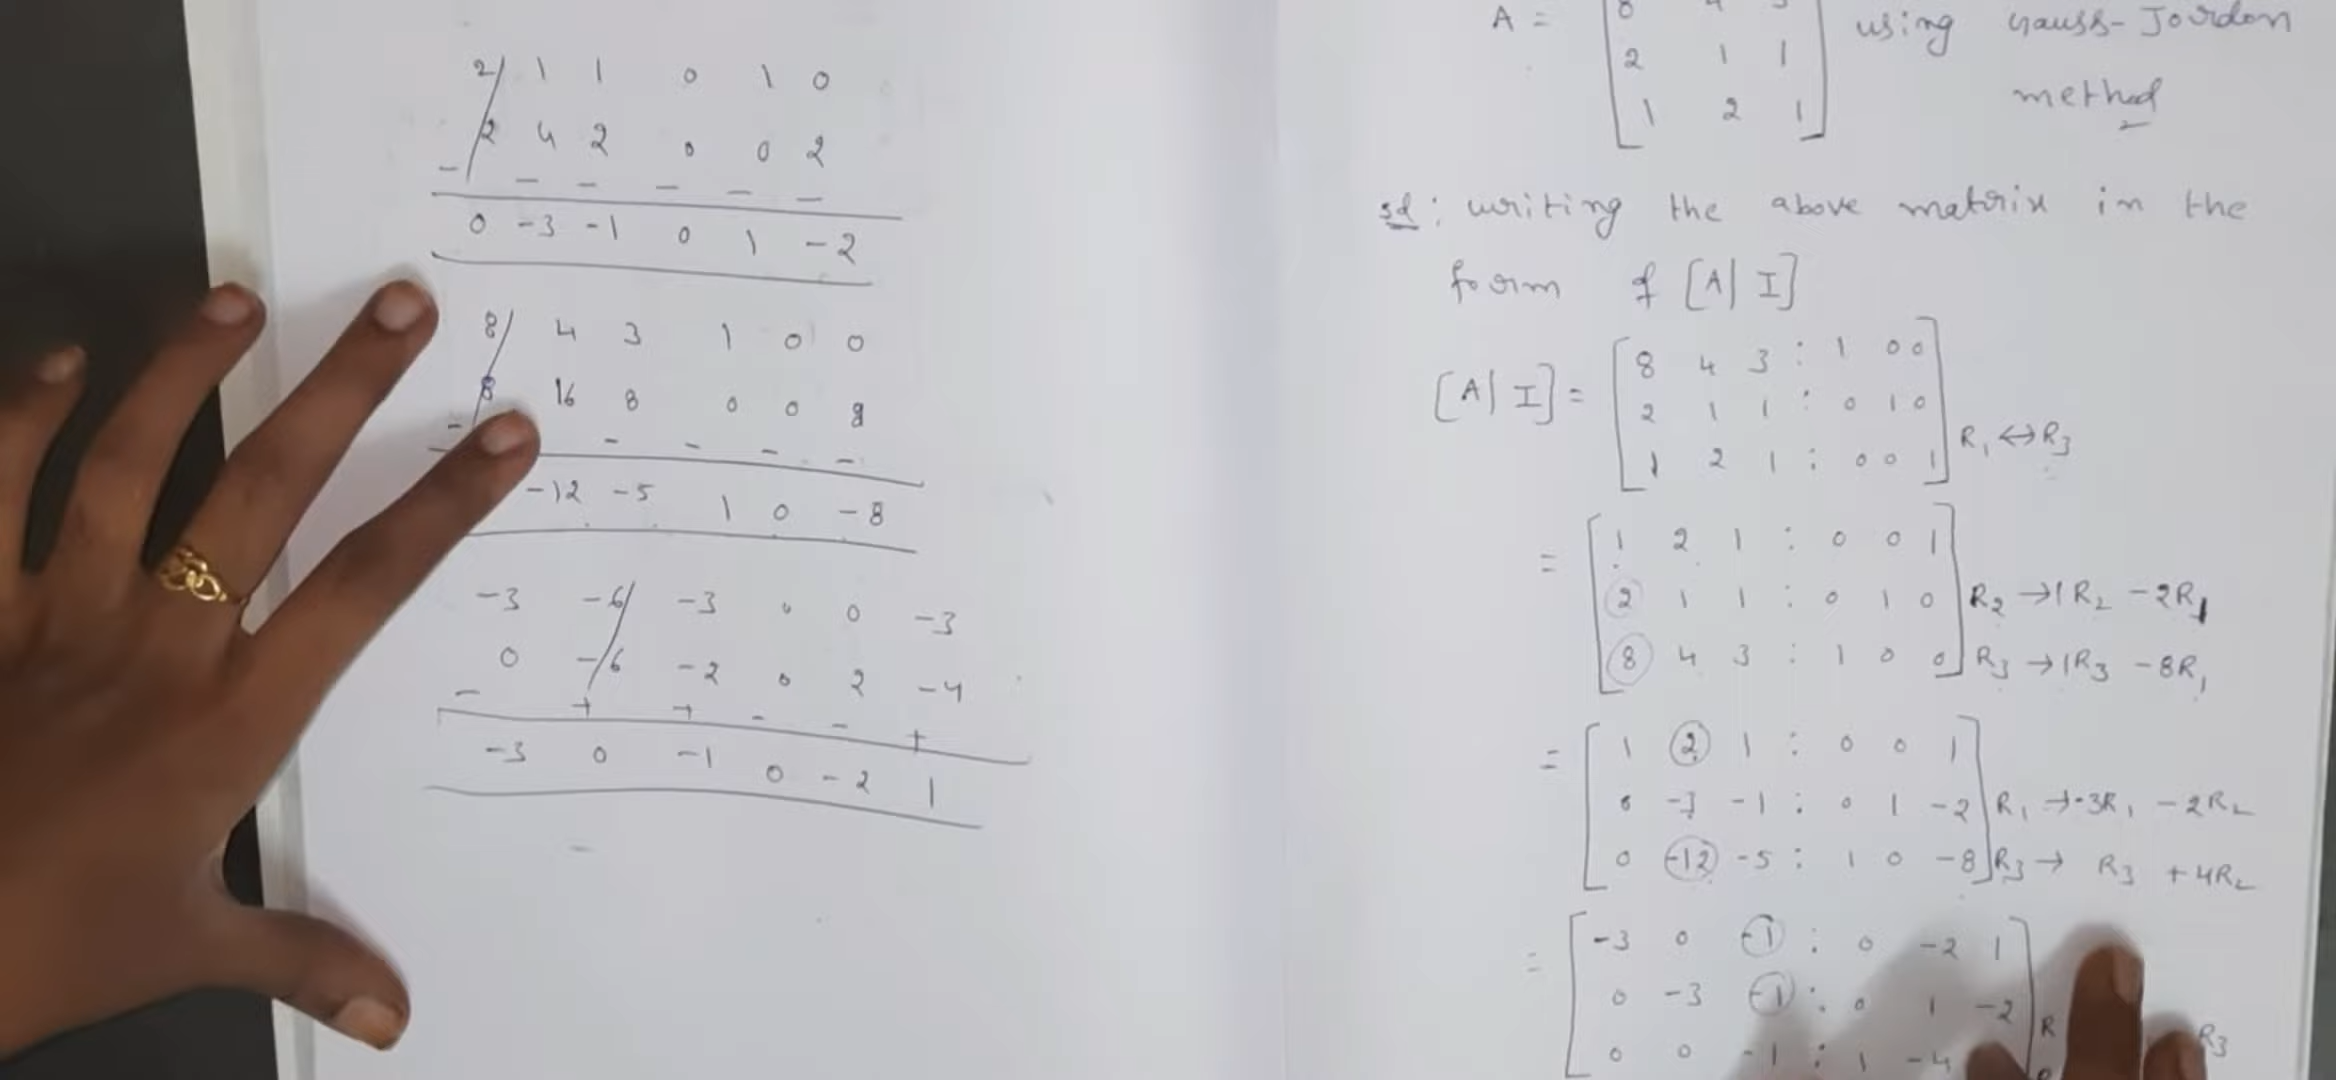 2 1 1 0 1 0
2 4 2 0 0 2
- - - - - -
0 -3 -1 0 1 -2
8 4 3 1 0 0
8 16 8 0 0 8
- - - - -
-12 -5 1 0 -8
-3 -6 -3 0 0 -3
0 -6 -2 0 2 -4
- + + - - +
-3 0 -1 0 -2 1
A = 8 4 3 using Gauss-Jordon
2 1 1
method
1 2 1
sol: writing the above matrix in the
form of [A| I]
[A| I] = 8 4 3 : 1 0 0
2 1 1 : 0 1 0
1 2 1 : 0 0 1 R1 ↔ R3
= 1 2 1 : 0 0 1
2 1 1 : 0 1 0 R2 → 1R2 - 2R1
8 4 3 : 1 0 0 R3 → 1R3 - 8R1
= 1 2 1 : 0 0 1
0 -3 -1 : 0 1 -2 R1 → -3R1 - 2R2
0 -12 -5 : 1 0 -8 R3 → R3 + 4R2
= -3 0 -1 : 0 -2 1
0 -3 -1 : 0 1 -2 R
0 0 -1 : 1 -4 R3